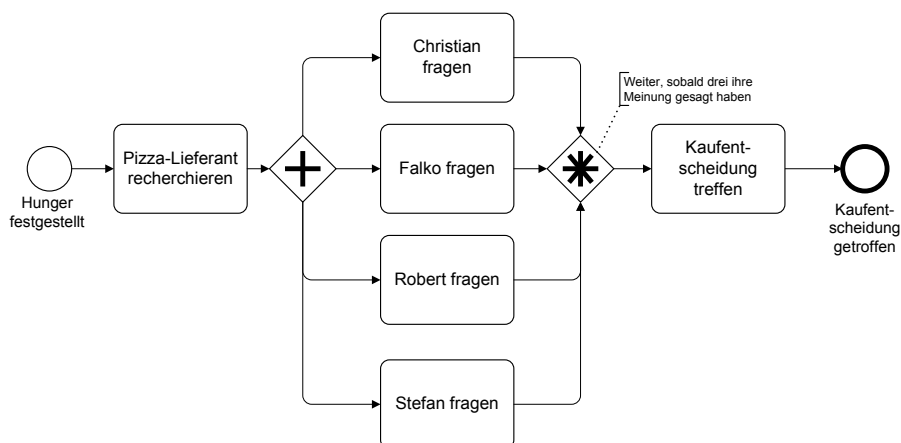 Christian
fragen
Weiter, sobald drei ihre
Meinung gesagt haben
Pizza-Lieferant
recherchieren
Falko fragen
Kaufent-
scheidung
treffen
Hunger
festgestellt
Kaufent-
scheidung
getroffen
Robert fragen
Stefan fragen